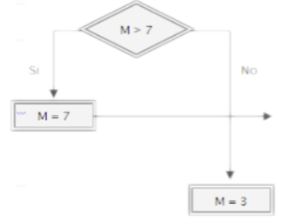 M > 7
Si
No
M = 7
M = 3